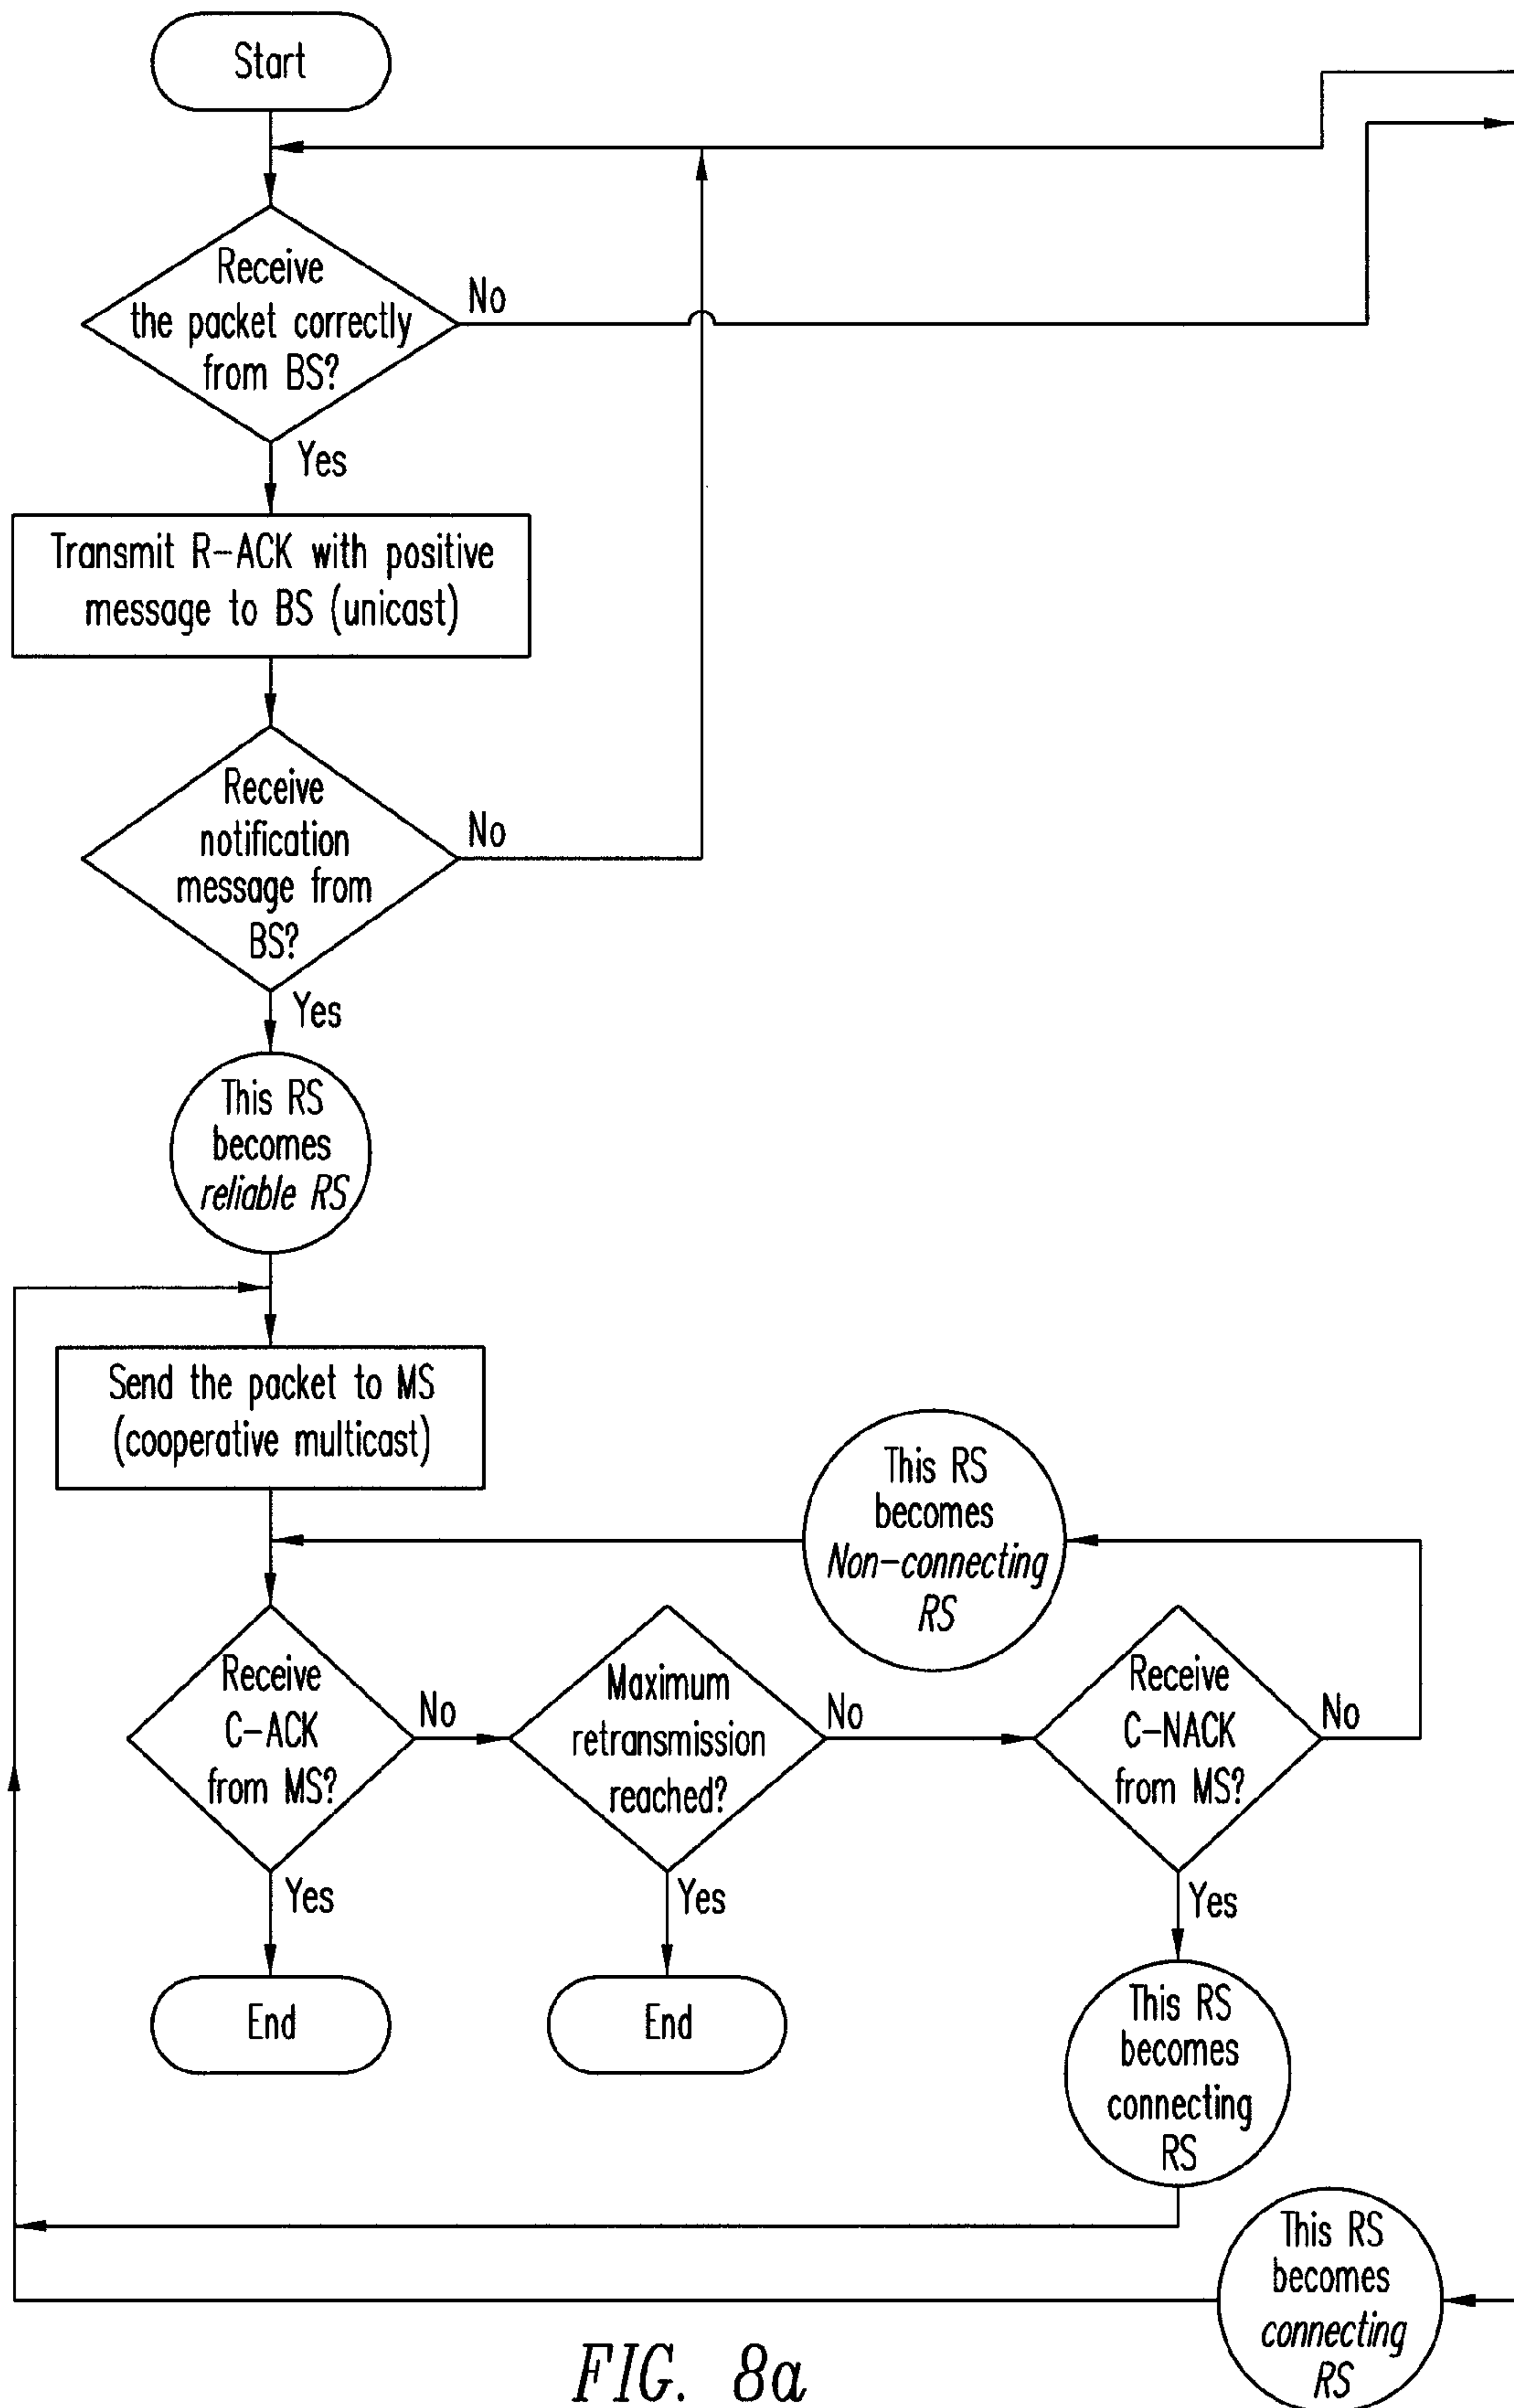 Start
Receive
the packet correctly
from BS?
No
Yes
Transmit R-ACK with positive
message to BS (unicast)
Receive
notification
message from
BS?
No
Yes
This RS
becomes
reliable RS
Send the packet to MS
(cooperative multicast)
This RS
becomes
Non-connecting
RS
Receive
C-ACK
from MS?
No
Maximum
retransmission
reached?
No
Receive
C-NACK
from MS?
No
Yes
Yes
Yes
End
End
This RS
becomes
connecting
RS
This RS
becomes
connecting
RS
FIG. 8a